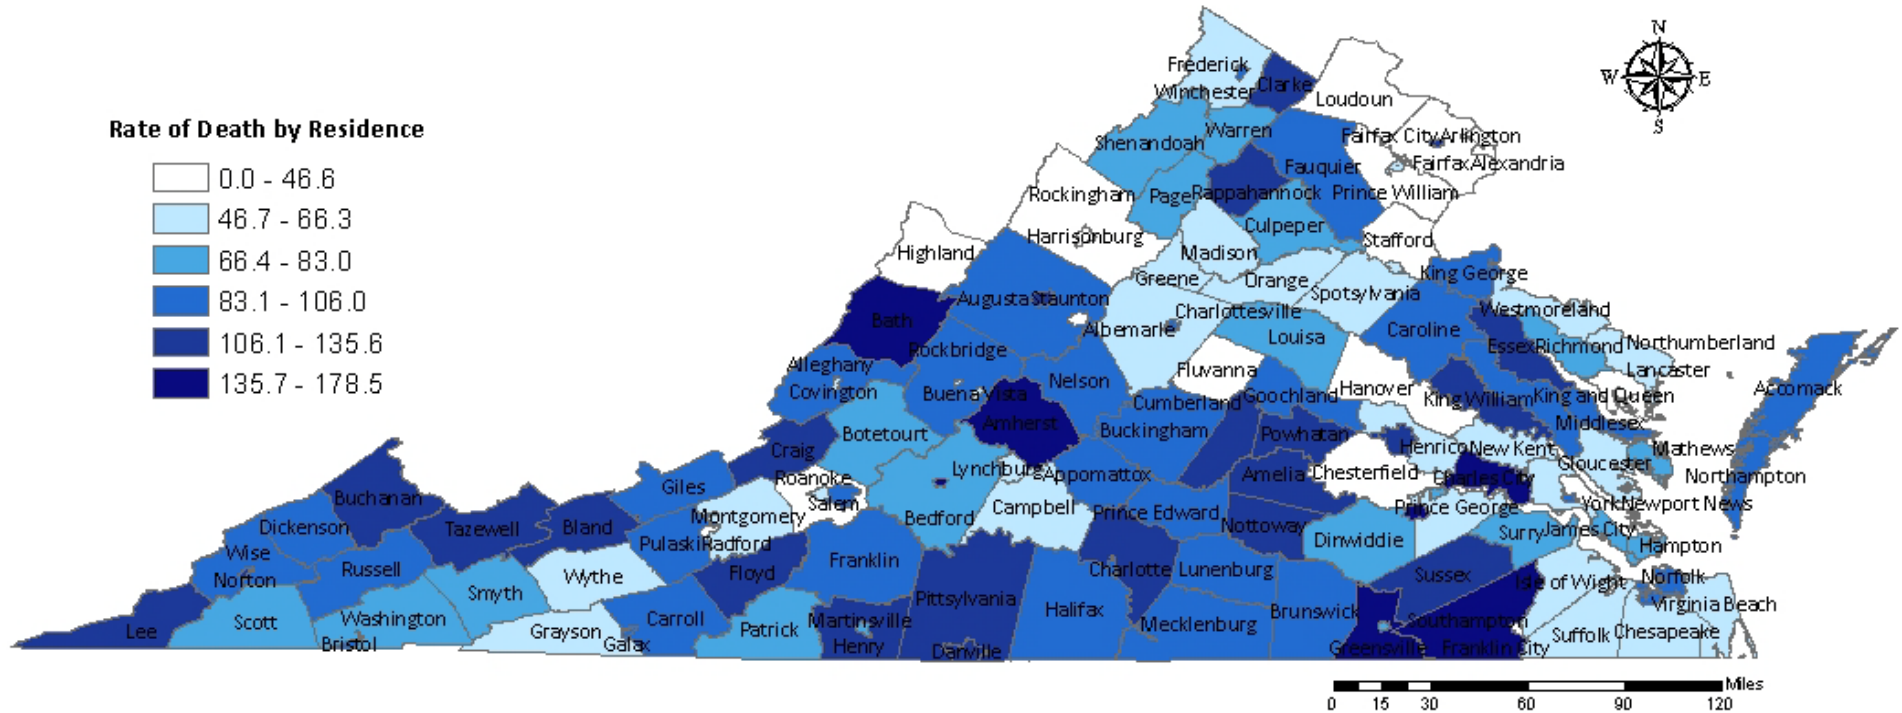 N
W E
S
Rate of Death by Residence
0.0 - 46.6
46.7 - 66.3
66.4 - 83.0
83.1 - 106.0
106.1 - 135.6
135.7 - 178.5
Frederick
Winchester
Clarke
Loudoun
Shenandoah
Warren
Fairfax City
Arlington
Fauquier
Fairfax
Alexandria
Rockingham
Page
Rappahannock
Prince William
Harrisonburg
Culpeper
Stafford
Highland
Madison
Greene
Orange
King George
Spotsylvania
Augusta
Staunton
Charlottesville
Westmoreland
Bath
Albemarle
Louisa
Caroline
Essex
Richmond
Northumberland
Rockbridge
Alleghany
Fluvanna
Lancaster
Covington
Buena Vista
Nelson
Cumberland
Goochland
Hanover
King William
King and Queen
Accomack
Amherst
Buckingham
Powhatan
Middlesex
Botetourt
Craig
Lynchburg
Appomattox
Amelia
Chesterfield
Henrico
New Kent
Gloucester
Mathews
Roanoke
Salem
Charles City
Northampton
Giles
Buchanan
Montgomery
Bedford
Campbell
Prince Edward
Nottoway
Prince George
York
Newport News
Dickenson
Tazewell
Bland
Pulaski
Radford
Dinwiddie
Surry
James City
Wise
Russell
Floyd
Franklin
Charlotte
Lunenburg
Hampton
Norton
Smyth
Wythe
Sussex
Isle of Wight
Norfolk
Lee
Scott
Washington
Bristol
Grayson
Galax
Carroll
Patrick
Martinsville
Henry
Pittsylvania
Danville
Halifax
Mecklenburg
Brunswick
Greensville
Southampton
Franklin City
Suffolk
Chesapeake
Virginia Beach
Miles
0 15 30 60 90 120